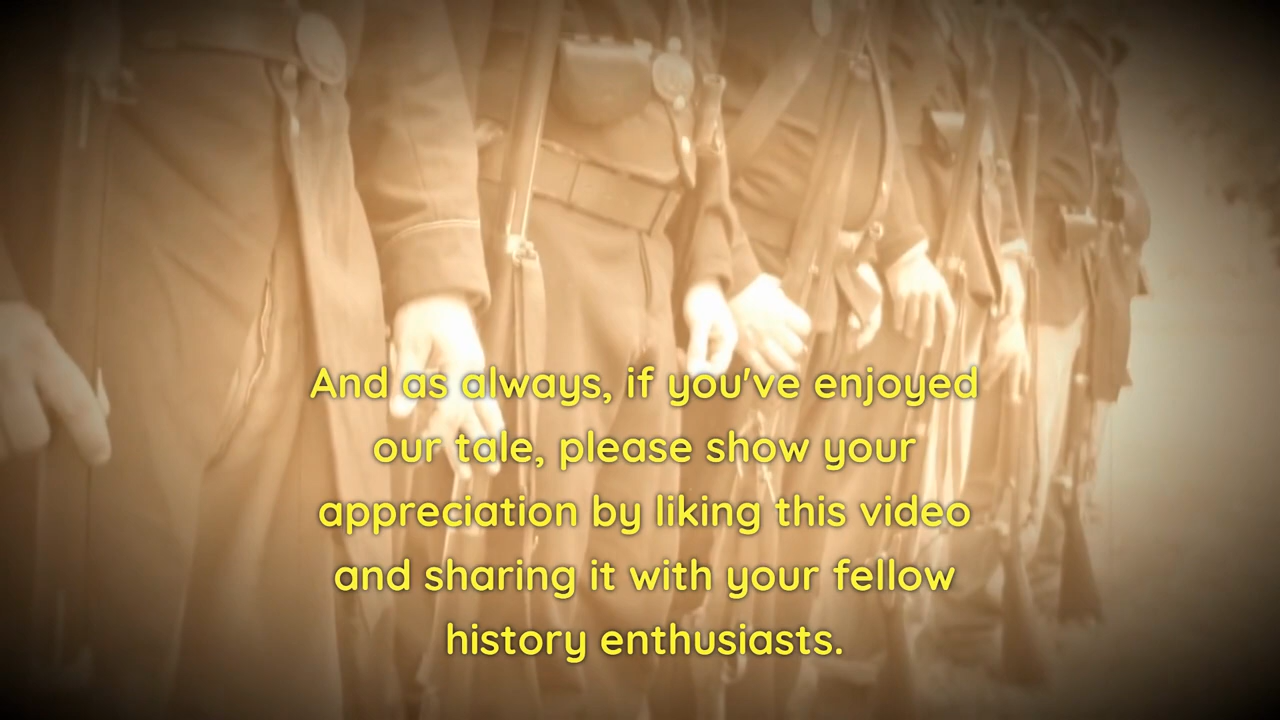 And as always, if you've enjoyed
our tale, please show your
appreciation by liking this video
and sharing it with your fellow
history enthusiasts.